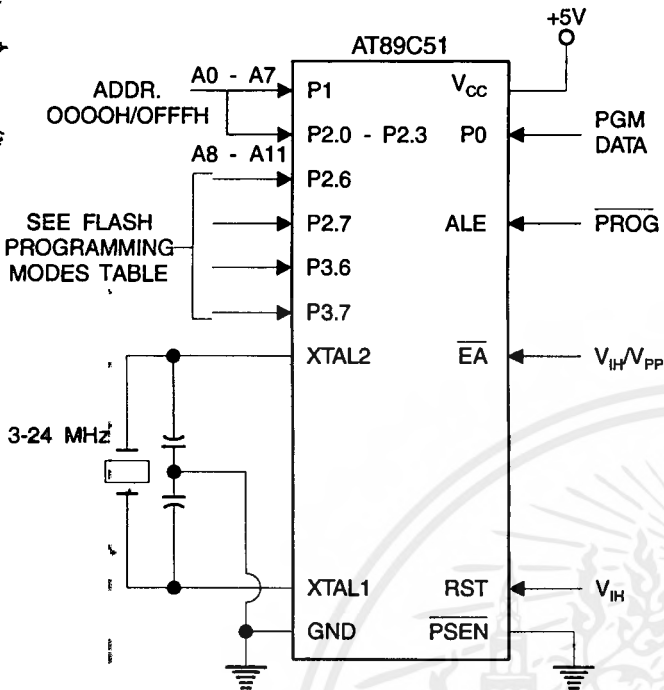 +5V
AT89C51
ADDR.
OOOOH/OFFFH
A0 - A7
P1
VCC
P2.0 - P2.3
P0
PGM
DATA
A8 - A11
P2.6
SEE FLASH
PROGRAMMING
MODES TABLE
P2.7
ALE
PROG
P3.6
P3.7
XTAL2
EA
VIH/VPP
3-24 MHz
XTAL1
RST
VIH
GND
PSEN